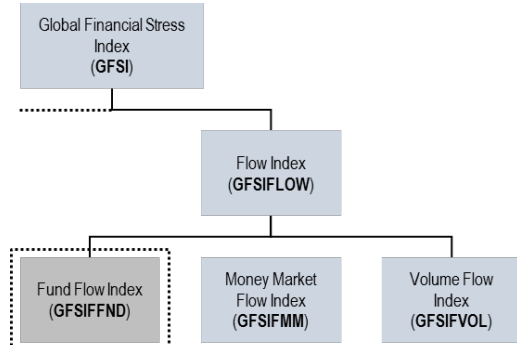 Global Financial Stress
Index
(GFSI)
Flow Index
(GFSIFLOW)
Fund Flow Index
(GFSIFFND)
Money Market
Flow Index
(GFSIFMM)
Volume Flow
Index
(GFSIFVOL)